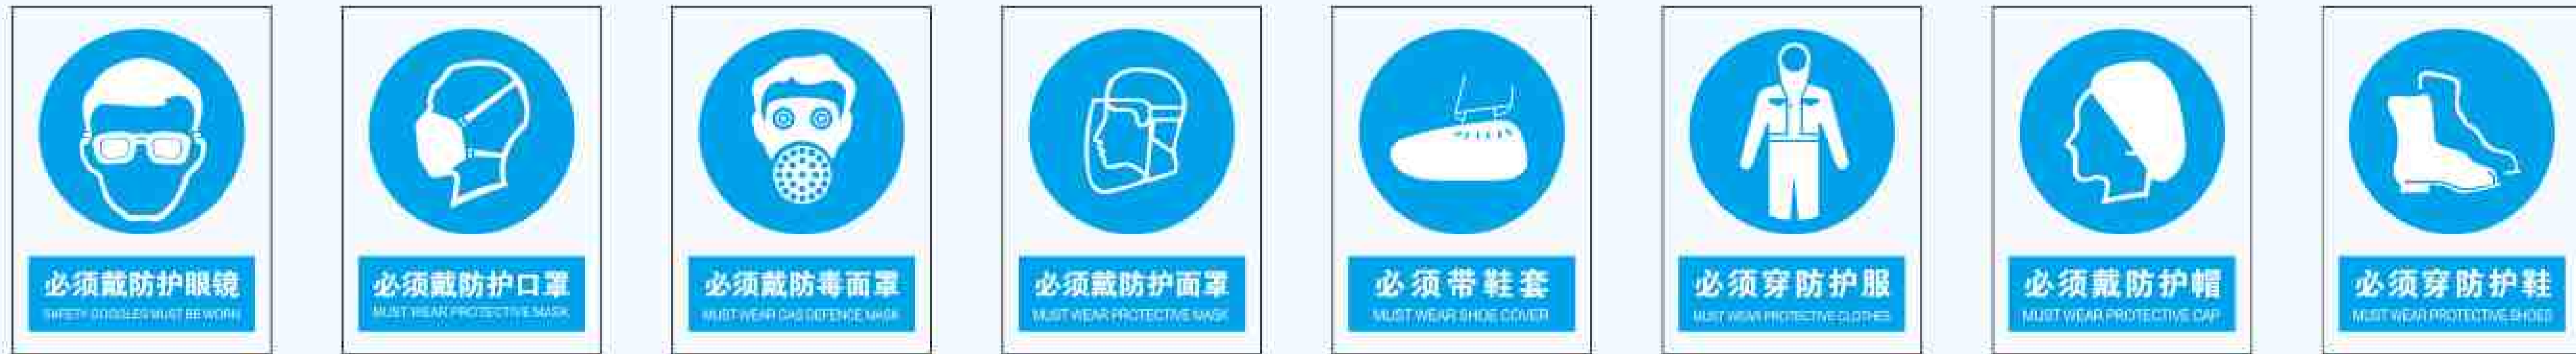 必须戴防护眼镜
SAFETY GOGGLES MUST BE WORN
必须戴防护口罩
MUST WEAR PROTECTIVE MASK
必须戴防毒面罩
MUST WEAR GAS DEFENCE MASK
必须戴防护面罩
MUST WEAR PROTECTIVE MASK
必须带鞋套
MUST WEAR SHOE COVER
必须穿防护服
MUST WEAR PROTECTIVE CLOTHES
必须戴防护帽
MUST WEAR PROTECTIVE CAP
必须穿防护鞋
MUST WEAR PROTECTIVE SHOES